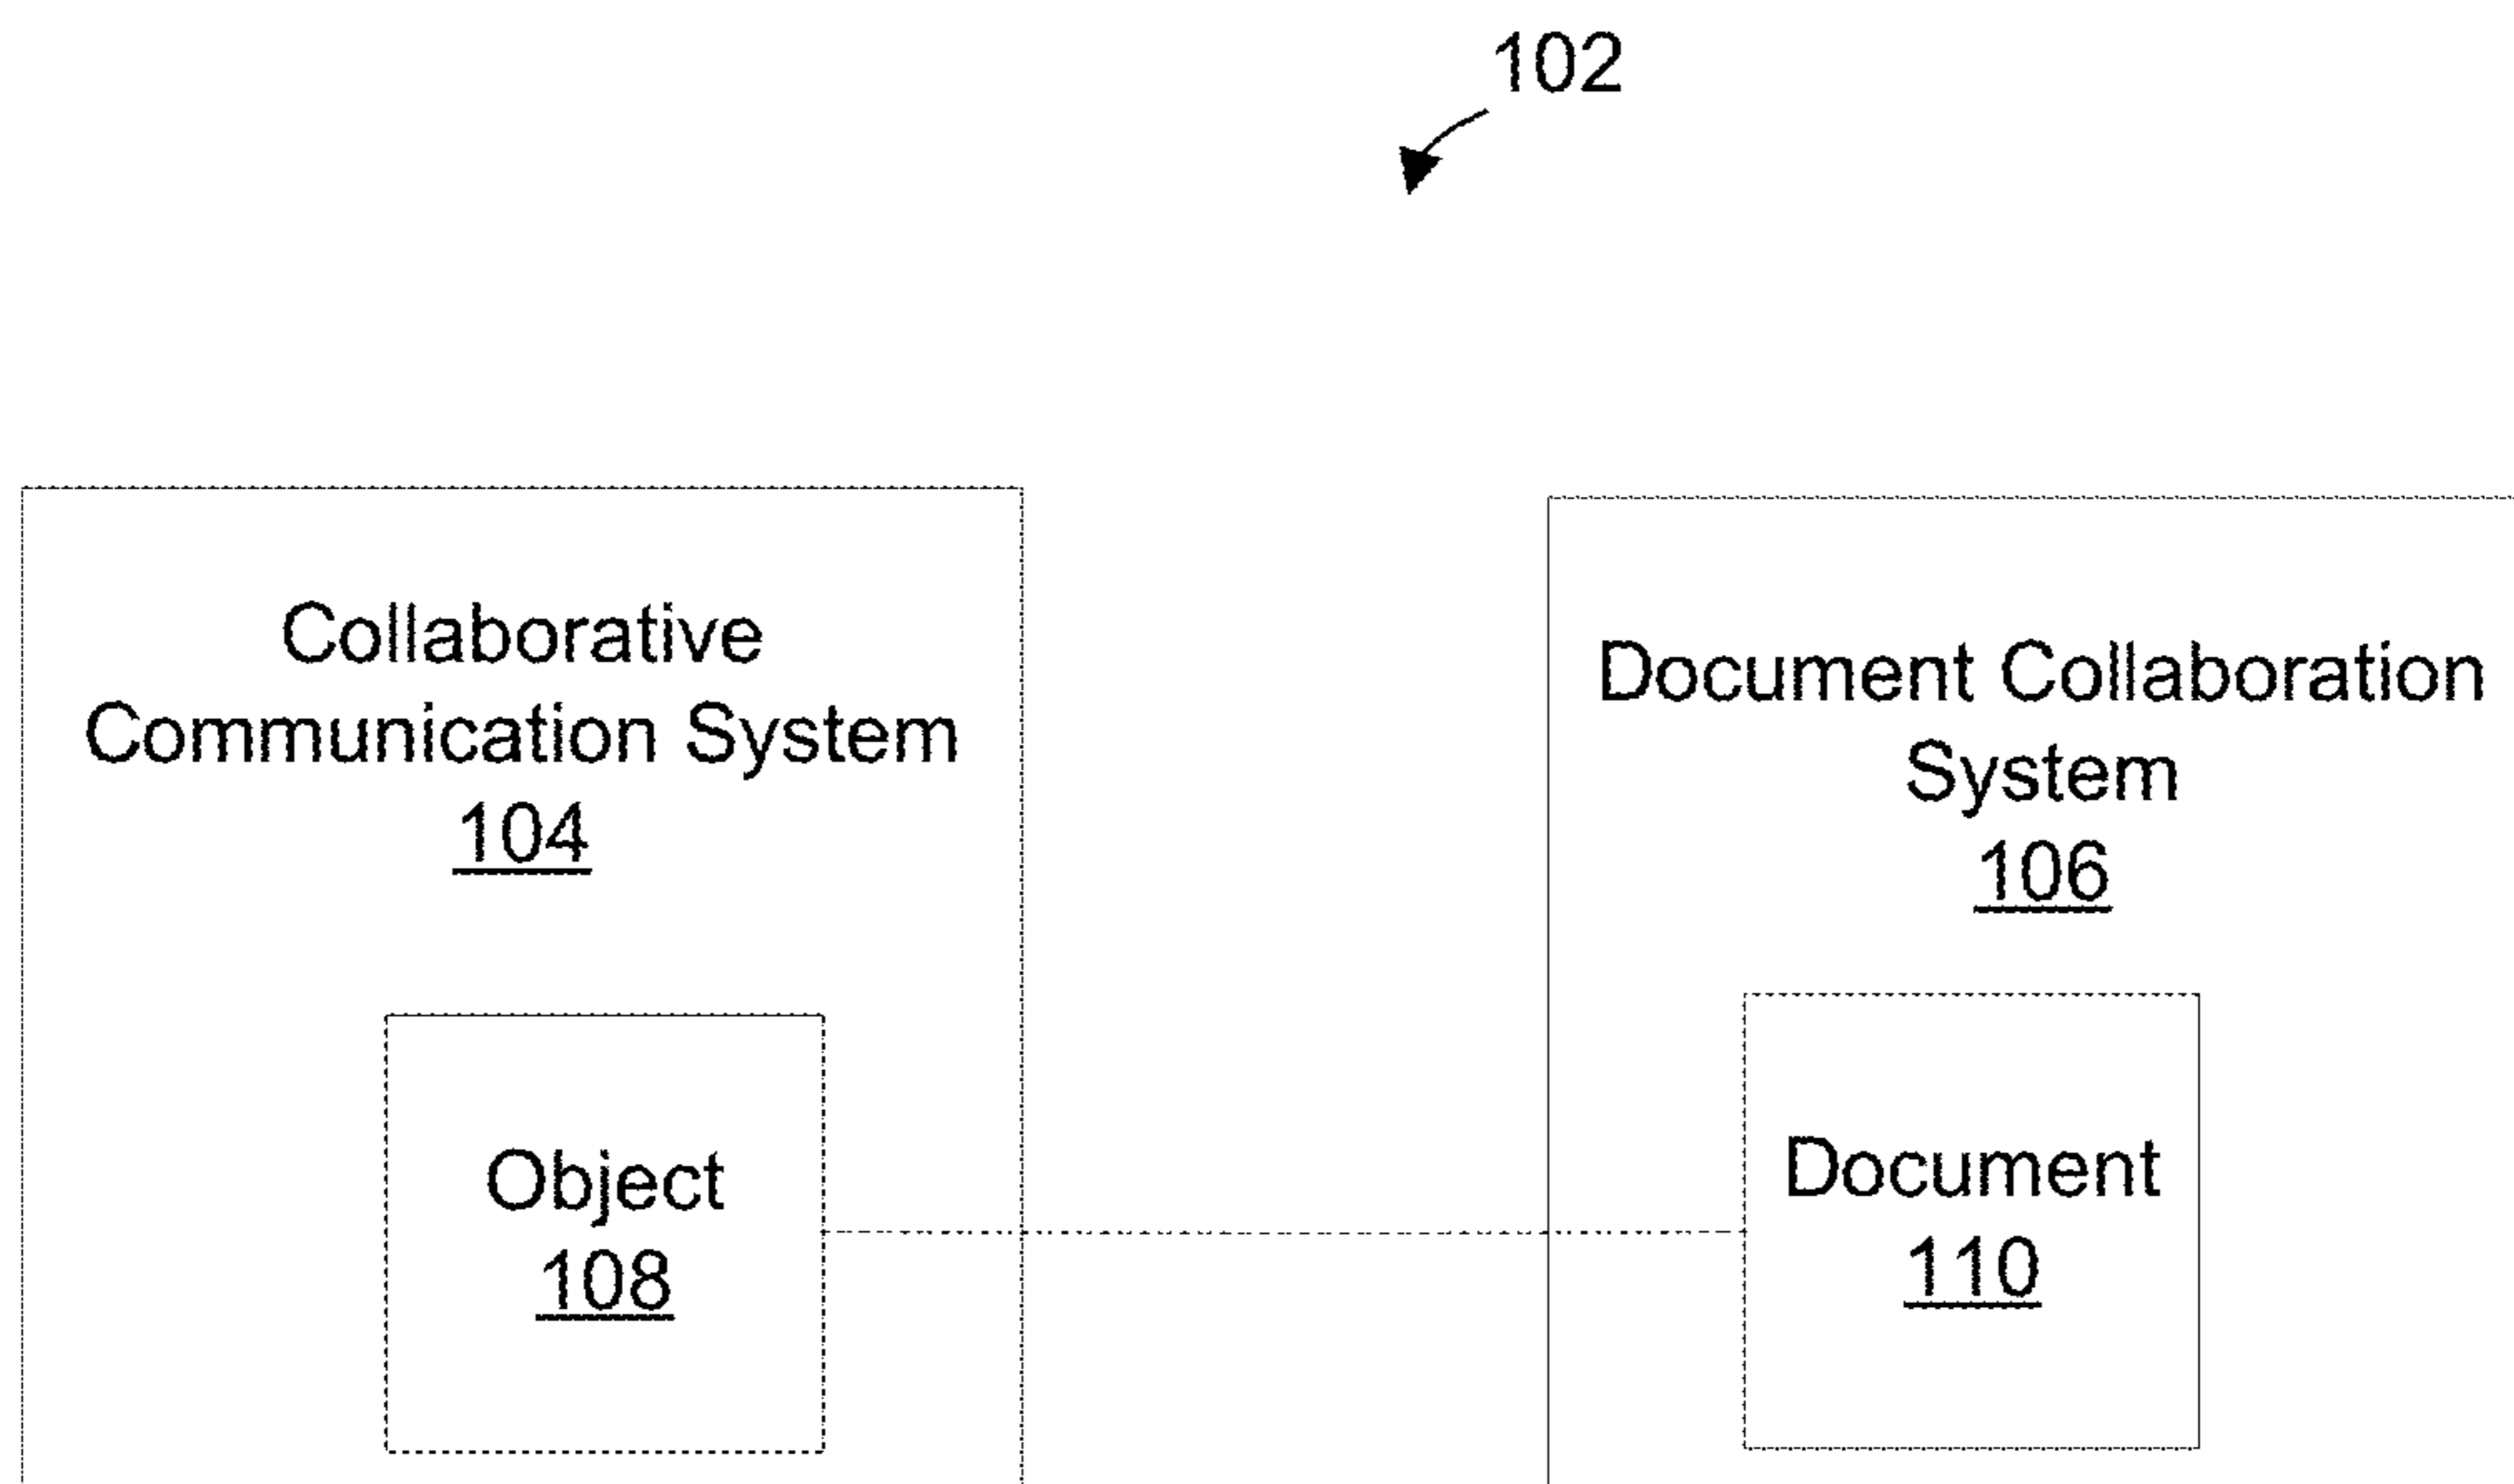 102
Collaborative
Communication System
104
Object
108
Document Collaboration
System
106
Document
110